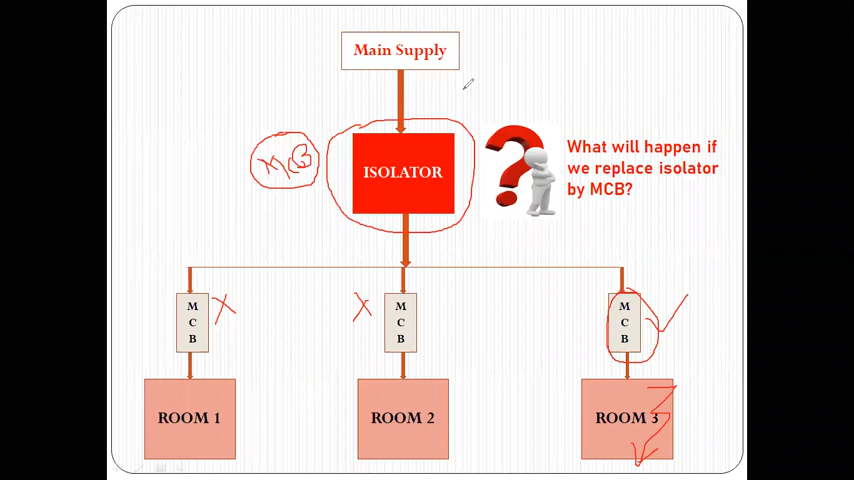 Main Supply
MCB
ISOLATOR
What will happen if
we replace isolator
by MCB?
M
C
B
M
C
B
M
C
B
ROOM 1
ROOM 2
ROOM 3